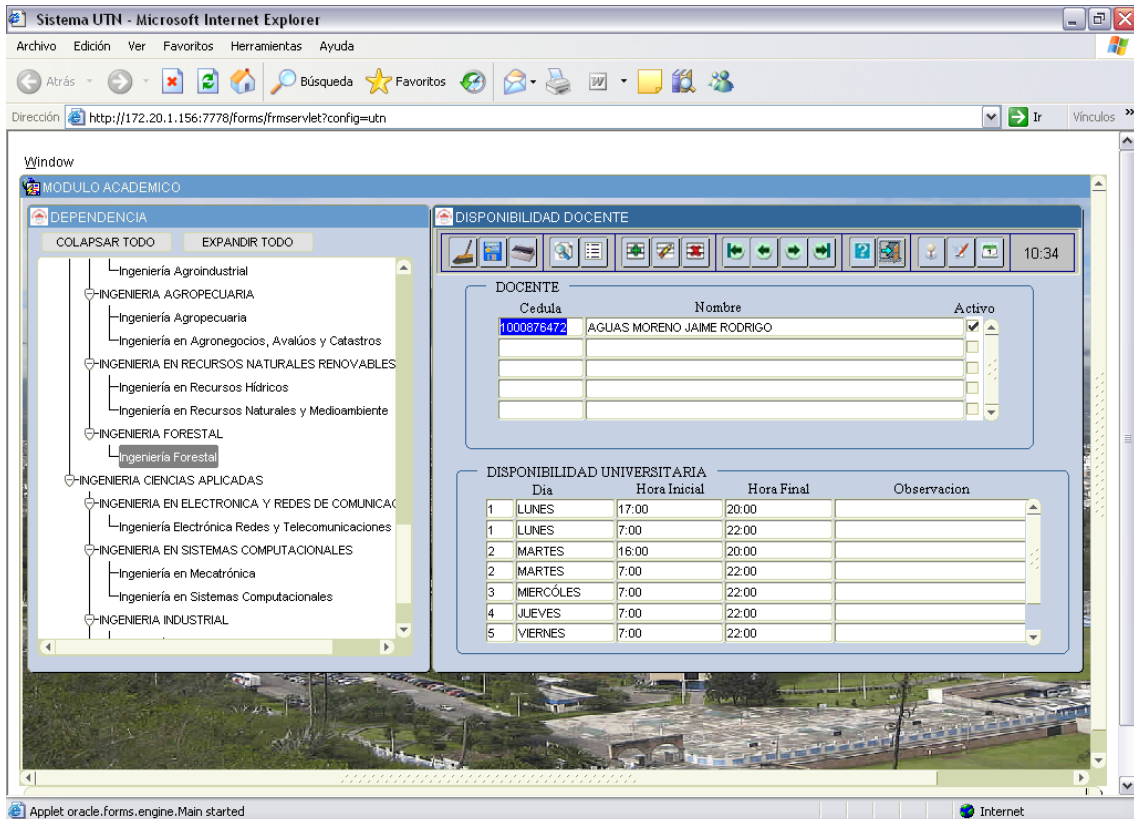 Sistema UTN - Microsoft Internet Explorer
Archivo Edición Ver Favoritos Herramientas Ayuda
Atrás Búsqueda Favoritos
Dirección http://172.20.1.156:7778/forms/frmservlet?config=utn Ir Vínculos »
Window
MODULO ACADEMICO
DEPENDENCIA
COLAPSAR TODO EXPANDIR TODO
Ingeniería Agroindustrial
INGENIERIA AGROPECUARIA
Ingeniería Agropecuaria
Ingeniería en Agronegocios, Avalúos y Catastros
INGENIERIA EN RECURSOS NATURALES RENOVABLES
Ingeniería en Recursos Hídricos
Ingeniería en Recursos Naturales y Medioambiente
INGENIERIA FORESTAL
Ingeniería Forestal
INGENIERIA CIENCIAS APLICADAS
INGENIERIA EN ELECTRONICA Y REDES DE COMUNICAC
Ingeniería Electrónica Redes y Telecomunicaciones
INGENIERIA EN SISTEMAS COMPUTACIONALES
Ingeniería en Mecatrónica
Ingeniería en Sistemas Computacionales
INGENIERIA INDUSTRIAL
DISPONIBILIDAD DOCENTE
10:34
DOCENTE
Cedula Nombre Activo
1000876472 AGUAS MORENO JAIME RODRIGO
DISPONIBILIDAD UNIVERSITARIA
Dia Hora Inicial Hora Final Observacion
1 LUNES 17:00 20:00
1 LUNES 7:00 22:00
2 MARTES 16:00 20:00
2 MARTES 7:00 22:00
3 MIERCÓLES 7:00 22:00
4 JUEVES 7:00 22:00
5 VIERNES 7:00 22:00
Applet oracle.forms.engine.Main started Internet